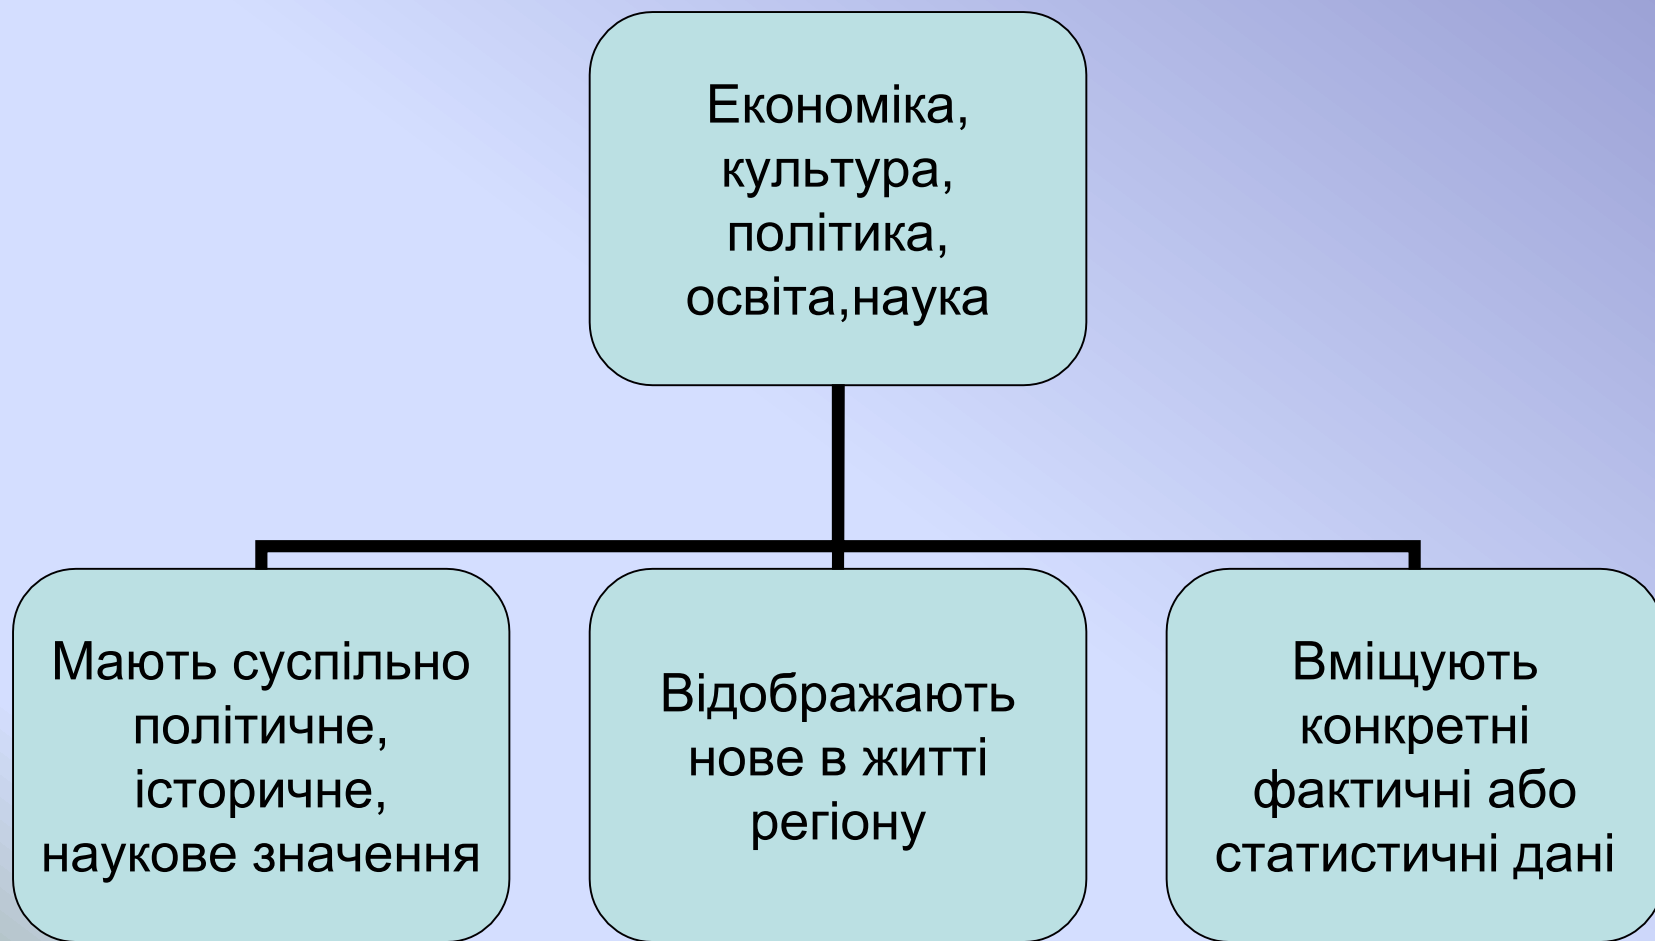 Економіка,
культура,
політика,
освіта,наука
Мають суспільно
політичне,
історичне,
наукове значення
Відображають
нове в житті
регіону
Вміщують
конкретні
фактичні або
статистичні дані